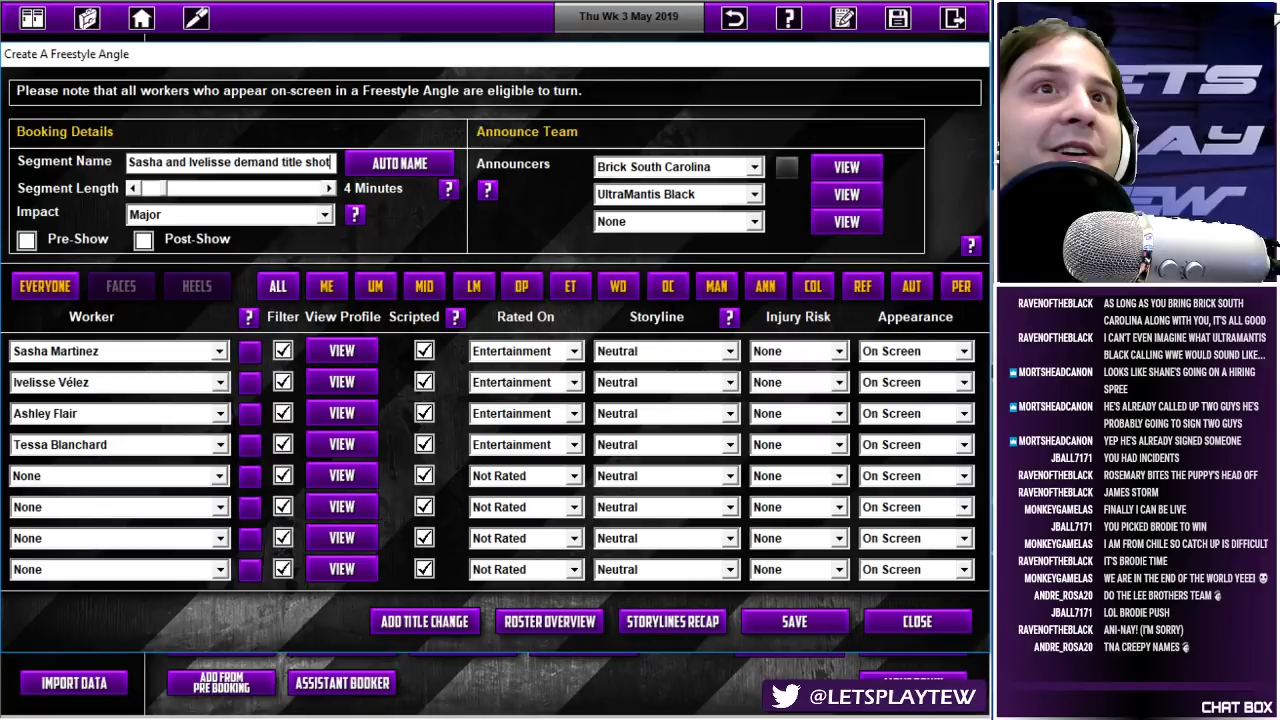 Thu Wk 3 May 2019
Create A Freestyle Angle
Please note that all workers who appear on-screen in a Freestyle Angle are eligible to turn.
Booking Details
Announce Team
Segment Name
Sasha and Ivelisse demand title shot
AUTO NAME
Announcers
Brick South Carolina
VIEW
Segment Length
4 Minutes
?
?
UltraMantis Black
VIEW
Impact
Major
?
None
VIEW
Pre-Show
Post-Show
?
EVERYONE FACES HEELS ALL ME UM MID LM OP ET WO OC MAN ANN COL REF AUT PER
Worker ? Filter View Profile Scripted ? Rated On Storyline ? Injury Risk Appearance
Sasha Martinez VIEW Entertainment Neutral None On Screen
Ivelisse Vélez VIEW Entertainment Neutral None On Screen
Ashley Flair VIEW Entertainment Neutral None On Screen
Tessa Blanchard VIEW Entertainment Neutral None On Screen
None VIEW Not Rated Neutral None On Screen
None VIEW Not Rated Neutral None On Screen
None VIEW Not Rated Neutral None On Screen
None VIEW Not Rated Neutral None On Screen
ADD TITLE CHANGE ROSTER OVERVIEW STORYLINES RECAP SAVE CLOSE
IMPORT DATA
ADD FROM
PRE BOOKING
ASSISTANT BOOKER
@LETSPLAYTEW
LETS
PLAY
TEW
RAVENOFTHEBLACK AS LONG AS YOU BRING BRICK SOUTH
CAROLINA ALONG WITH YOU, IT'S ALL GOOD
RAVENOFTHEBLACK I CAN'T EVEN IMAGINE WHAT ULTRAMANTIS
BLACK CALLING WWE WOULD SOUND LIKE...
MORTSHEADCANON LOOKS LIKE SHANE'S GOING ON A HIRING
SPREE
MORTSHEADCANON HE'S ALREADY CALLED UP TWO GUYS HE'S
PROBABLY GOING TO SIGN TWO GUYS
MORTSHEADCANON YEP HE'S ALREADY SIGNED SOMEONE
JBALL7171 YOU HAD INCIDENTS
RAVENOFTHEBLACK ROSEMARY BITES THE PUPPY'S HEAD OFF
RAVENOFTHEBLACK JAMES STORM
MONKEYGAMELAS FINALLY I CAN BE LIVE
JBALL7171 YOU PICKED BRODIE TO WIN
MONKEYGAMELAS I AM FROM CHILE SO CATCH UP IS DIFFICULT
RAVENOFTHEBLACK IT'S BRODIE TIME
MONKEYGAMELAS WE ARE IN THE END OF THE WORLD YEEEI
ANDRE_ROSA20 DO THE LEE BROTHERS TEAM
JBALL7171 LOL BRODIE PUSH
RAVENOFTHEBLACK ANI-NAY! (I'M SORRY)
ANDRE_ROSA20 TNA CREEPY NAMES
CHAT BOX